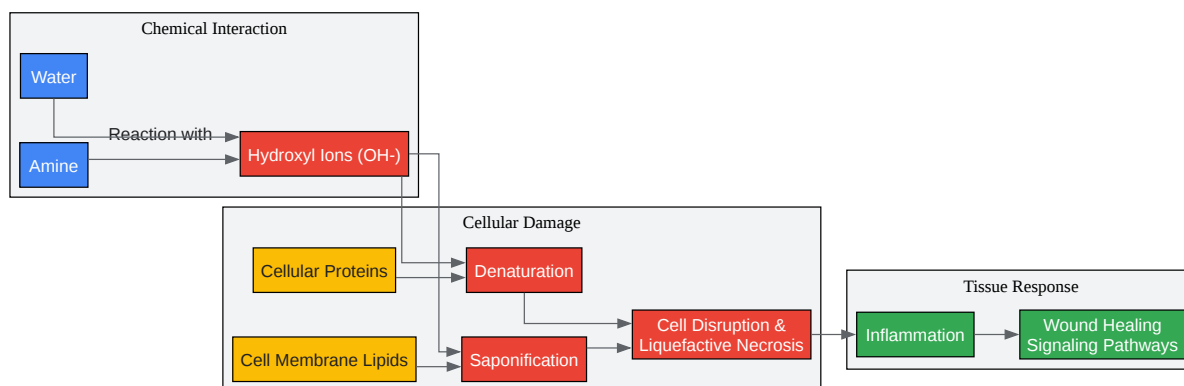 Chemical Interaction
Water
Reaction with
Amine
Hydroxyl Ions (OH-)
Cellular Damage
Cellular Proteins
Denaturation
Cell Membrane Lipids
Saponification
Cell Disruption &
Liquefactive Necrosis
Tissue Response
Inflammation
Wound Healing
Signaling Pathways